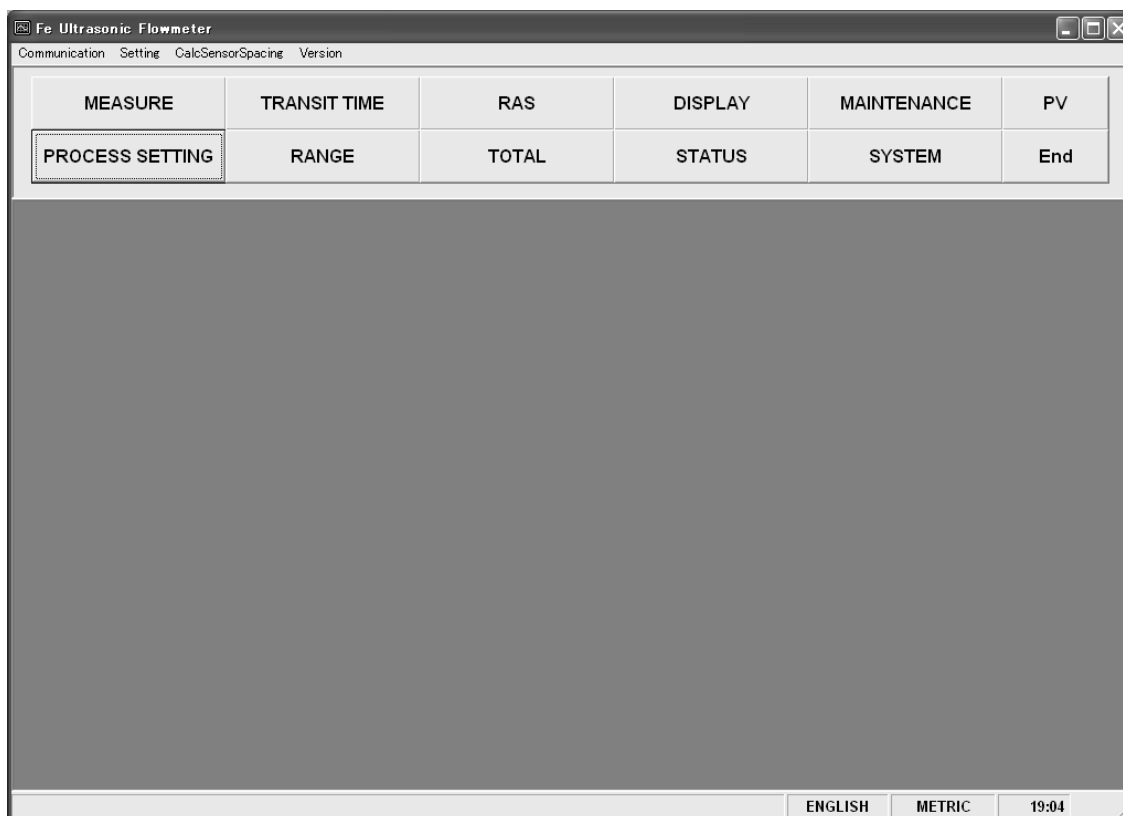 Fe Ultrasonic Flowmeter
Communication Setting CalcSensorSpacing Version
MEASURE TRANSIT TIME RAS DISPLAY MAINTENANCE PV
PROCESS SETTING RANGE TOTAL STATUS SYSTEM End
ENGLISH METRIC 19:04